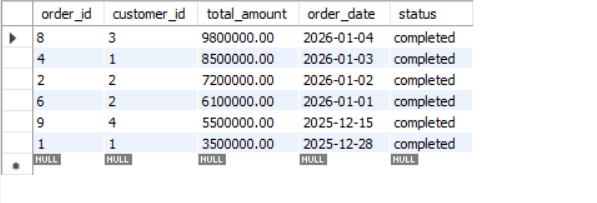 order_id customer_id total_amount order_date status
8 3 9800000.00 2026-01-04 completed
4 1 8500000.00 2026-01-03 completed
2 2 7200000.00 2026-01-02 completed
6 2 6100000.00 2026-01-01 completed
9 4 5500000.00 2025-12-15 completed
1 1 3500000.00 2025-12-28 completed
NULL NULL NULL NULL NULL